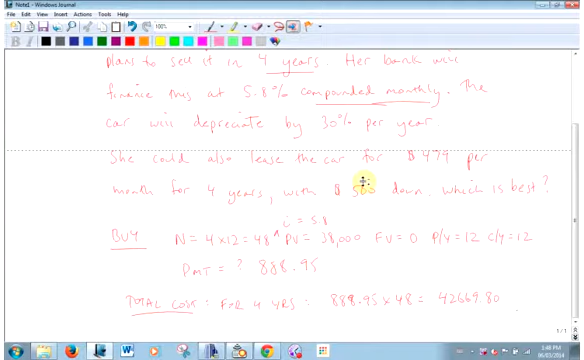 Note1 - Windows Journal
File Edit View Insert Actions Tools Help
100%
B I
plans to sell it in 4 years. Her bank will
finance this at 5.8% compounded monthly. The
car will depreciate by 30% per year
She could also lease the car for $479 per
month for 4 years, with $500 down. which is best?
i = 5.8
BUY N = 4×12 = 48 ^ PV = 38,000 FV = 0 P/Y = 12 C/Y = 12
PMT = ? 888.95
TOTAL COST: FOR 4 YRS: 888.95 × 48 = 42669.80
1 / 1